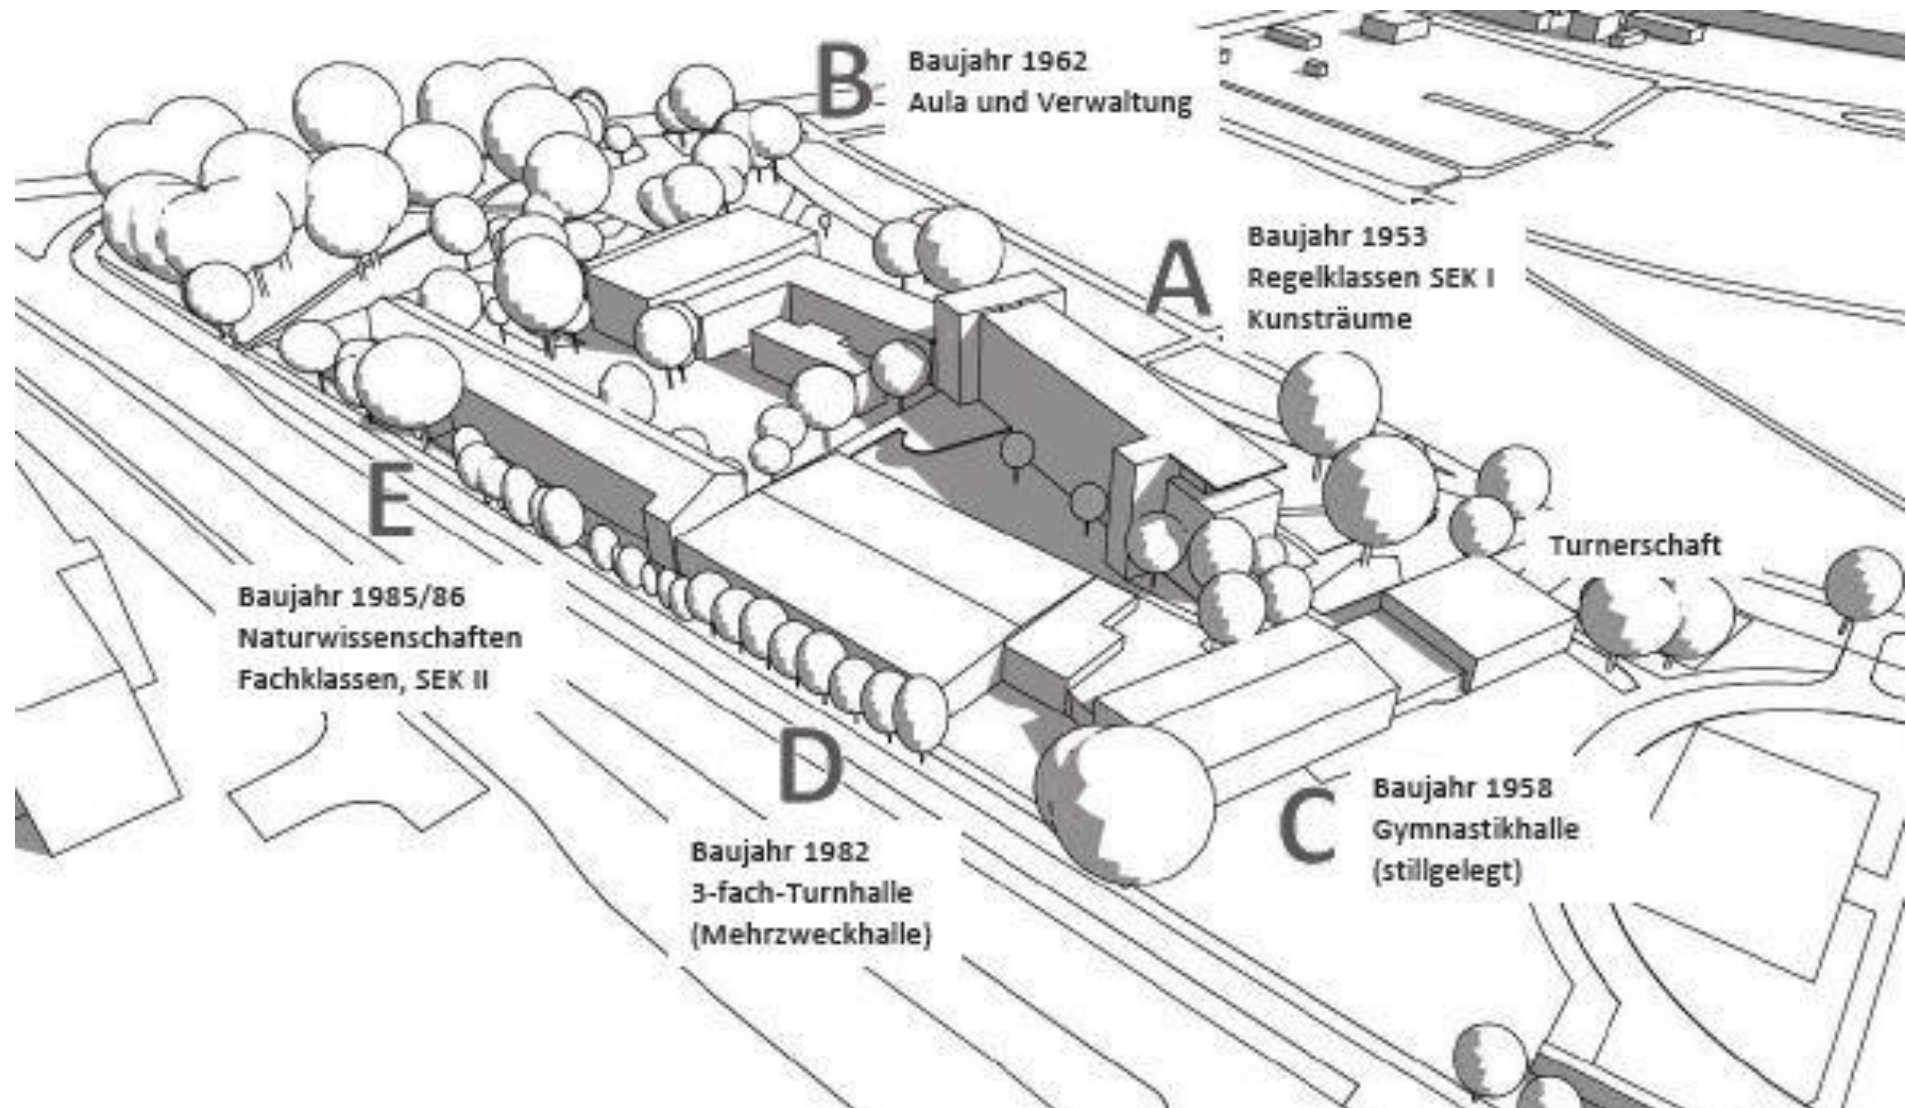 B
Baujahr 1962
Aula und Verwaltung
A
Baujahr 1953
Regelklassen SEK I
Kunsträume
E
Baujahr 1985/86
Naturwissenschaften
Fachklassen, SEK II
Turnerschaft
D
Baujahr 1982
3-fach-Turnhalle
(Mehrzweckhalle)
C
Baujahr 1958
Gymnastikhalle
(stillgelegt)